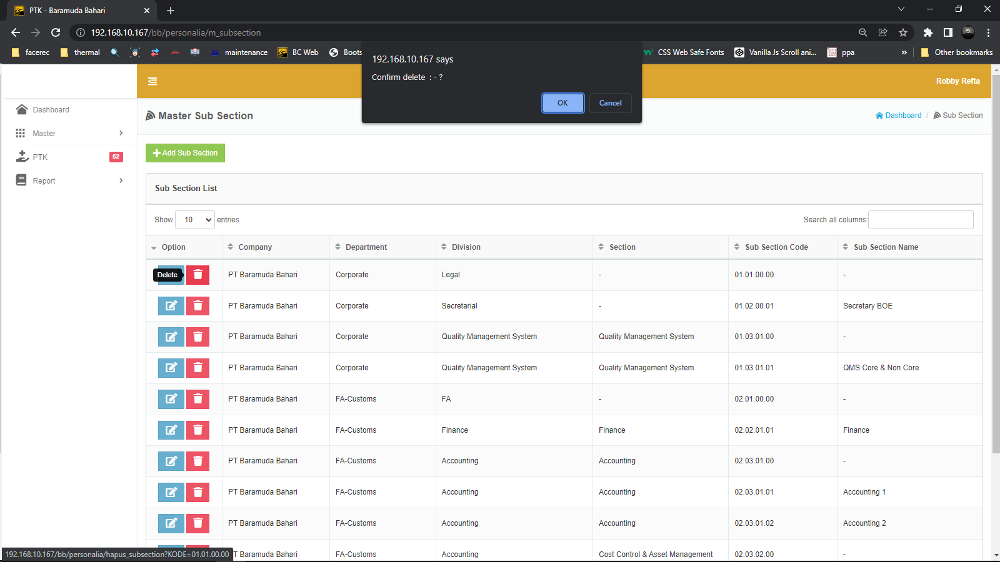 PTK - Baramuda Bahari
192.168.10.167/bb/personalia/m_subsection
facerec thermal maintenance BC Web Boots CSS Web Safe Fonts Vanilla Js Scroll ani... ppa » Other bookmarks
192.168.10.167 says
Confirm delete : - ?
OK Cancel
Robby Refta
Dashboard
Master
PTK 52
Report
Master Sub Section
Dashboard / Sub Section
Add Sub Section
Sub Section List
Show 10 entries
Search all columns:
Option Company Department Division Section Sub Section Code Sub Section Name
Delete PT Baramuda Bahari Corporate Legal - 01.01.00.00 -
PT Baramuda Bahari Corporate Secretarial - 01.02.00.01 Secretary BOE
PT Baramuda Bahari Corporate Quality Management System Quality Management System 01.03.01.00 -
PT Baramuda Bahari Corporate Quality Management System Quality Management System 01.03.01.01 QMS Core & Non Core
PT Baramuda Bahari FA-Customs FA - 02.01.00.00 -
PT Baramuda Bahari FA-Customs Finance Finance 02.02.01.01 Finance
PT Baramuda Bahari FA-Customs Accounting Accounting 02.03.01.00 -
PT Baramuda Bahari FA-Customs Accounting Accounting 02.03.01.01 Accounting 1
PT Baramuda Bahari FA-Customs Accounting Accounting 02.03.01.02 Accounting 2
PT Baramuda Bahari FA-Customs Accounting Cost Control & Asset Management 02.03.02.00 -
192.168.10.167/bb/personalia/hapus_subsection?KODE=01.01.00.00